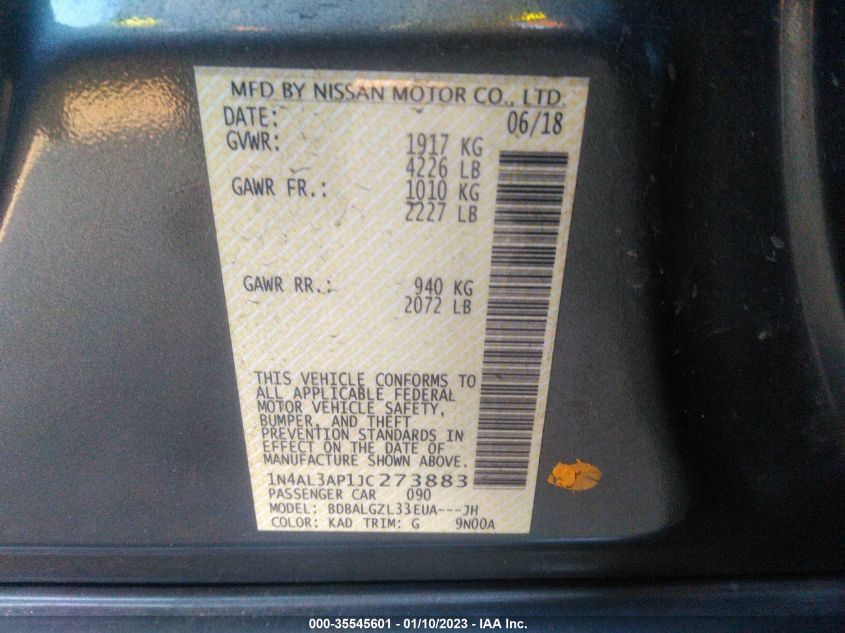 MFD BY NISSAN MOTOR CO., LTD.
DATE: 06/18
GVWR: 1917 KG
4226 LB
GAWR FR.: 1010 KG
2227 LB
GAWR RR.: 940 KG
2072 LB
THIS VEHICLE CONFORMS TO
ALL APPLICABLE FEDERAL
MOTOR VEHICLE SAFETY,
BUMPER, AND THEFT
PREVENTION STANDARDS IN
EFFECT ON THE DATE OF
MANUFACTURE SHOWN ABOVE.
1N4AL3AP1JC273883
PASSENGER CAR 090
MODEL: BDBALGZL33EUA---JH
COLOR: KAD TRIM: G 9N00A
000-35545601 - 01/10/2023 - IAA Inc.